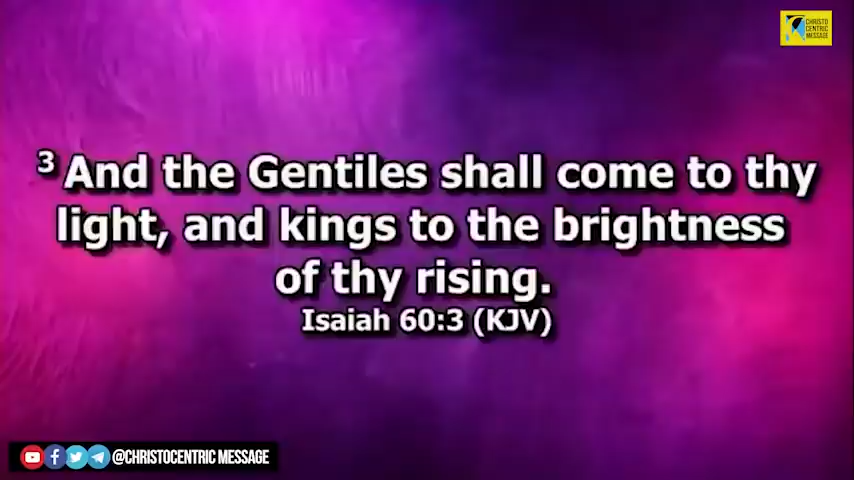 CHRISTO
CENTRIC
MESSAGE
3 And the Gentiles shall come to thy
light, and kings to the brightness
of thy rising.
Isaiah 60:3 (KJV)
@CHRISTOCENTRIC MESSAGE